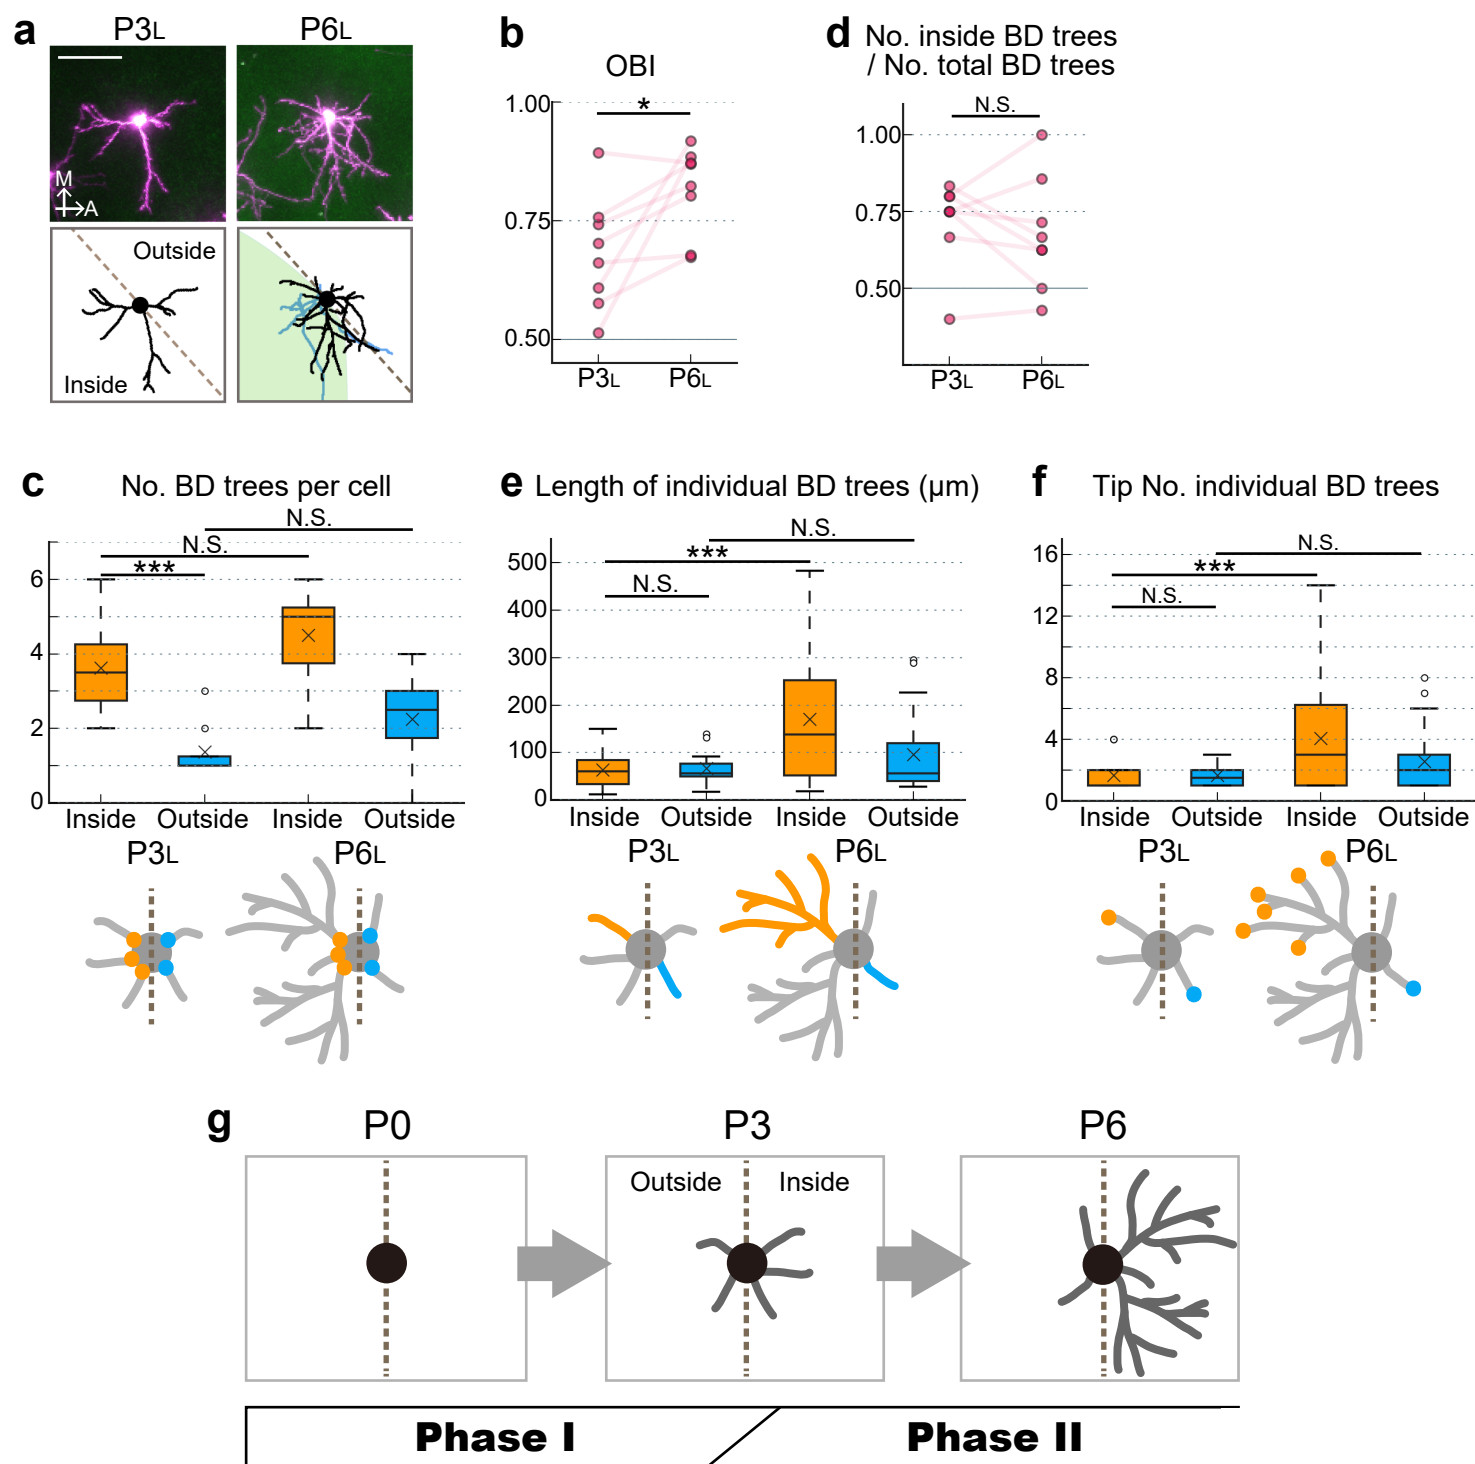 a
P3L
P6L
M
A
Outside
Inside
b
OBI
*
1.00
0.75
0.50
P3L
P6L
d
No. inside BD trees
/ No. total BD trees
N.S.
1.00
0.75
0.50
P3L
P6L
c
No. BD trees per cell
N.S.
N.S.
***
6
4
2
0
Inside Outside Inside Outside
P3L
P6L
e
Length of individual BD trees (µm)
N.S.
***
N.S.
500
400
300
200
100
0
Inside Outside Inside Outside
P3L
P6L
f
Tip No. individual BD trees
N.S.
***
N.S.
16
12
8
4
0
Inside Outside Inside Outside
P3L
P6L
g
P0
P3
P6
Outside
Inside
Phase I
Phase II